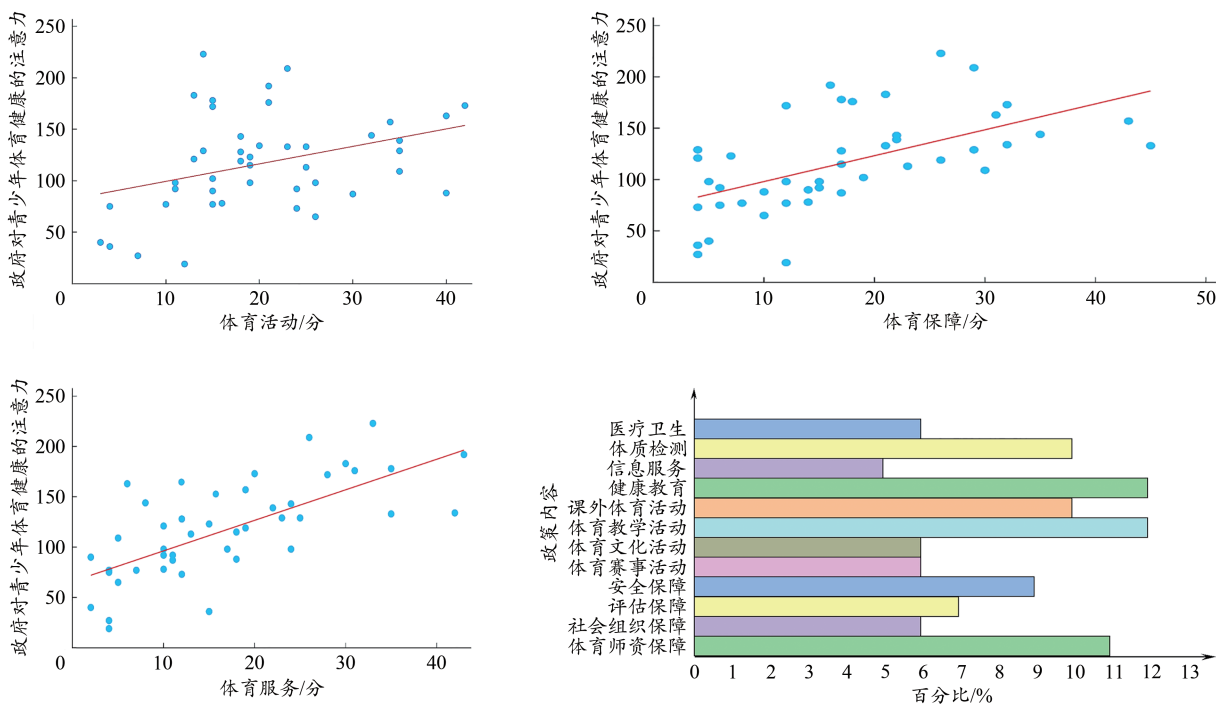 政府对青少年体育健康的注意力
250
200
150
100
50
0
10
20
30
40
体育活动/分
政府对青少年体育健康的注意力
250
200
150
100
50
0
10
20
30
40
50
体育保障/分
政府对青少年体育健康的注意力
250
200
150
100
50
0
10
20
30
40
体育服务/分
政策内容
医疗卫生
体质检测
信息服务
健康教育
课外体育活动
体育教学活动
体育文化活动
体育赛事活动
安全保障
评估保障
社会组织保障
体育师资保障
0 1 2 3 4 5 6 7 8 9 10 11 12 13
百分比/%